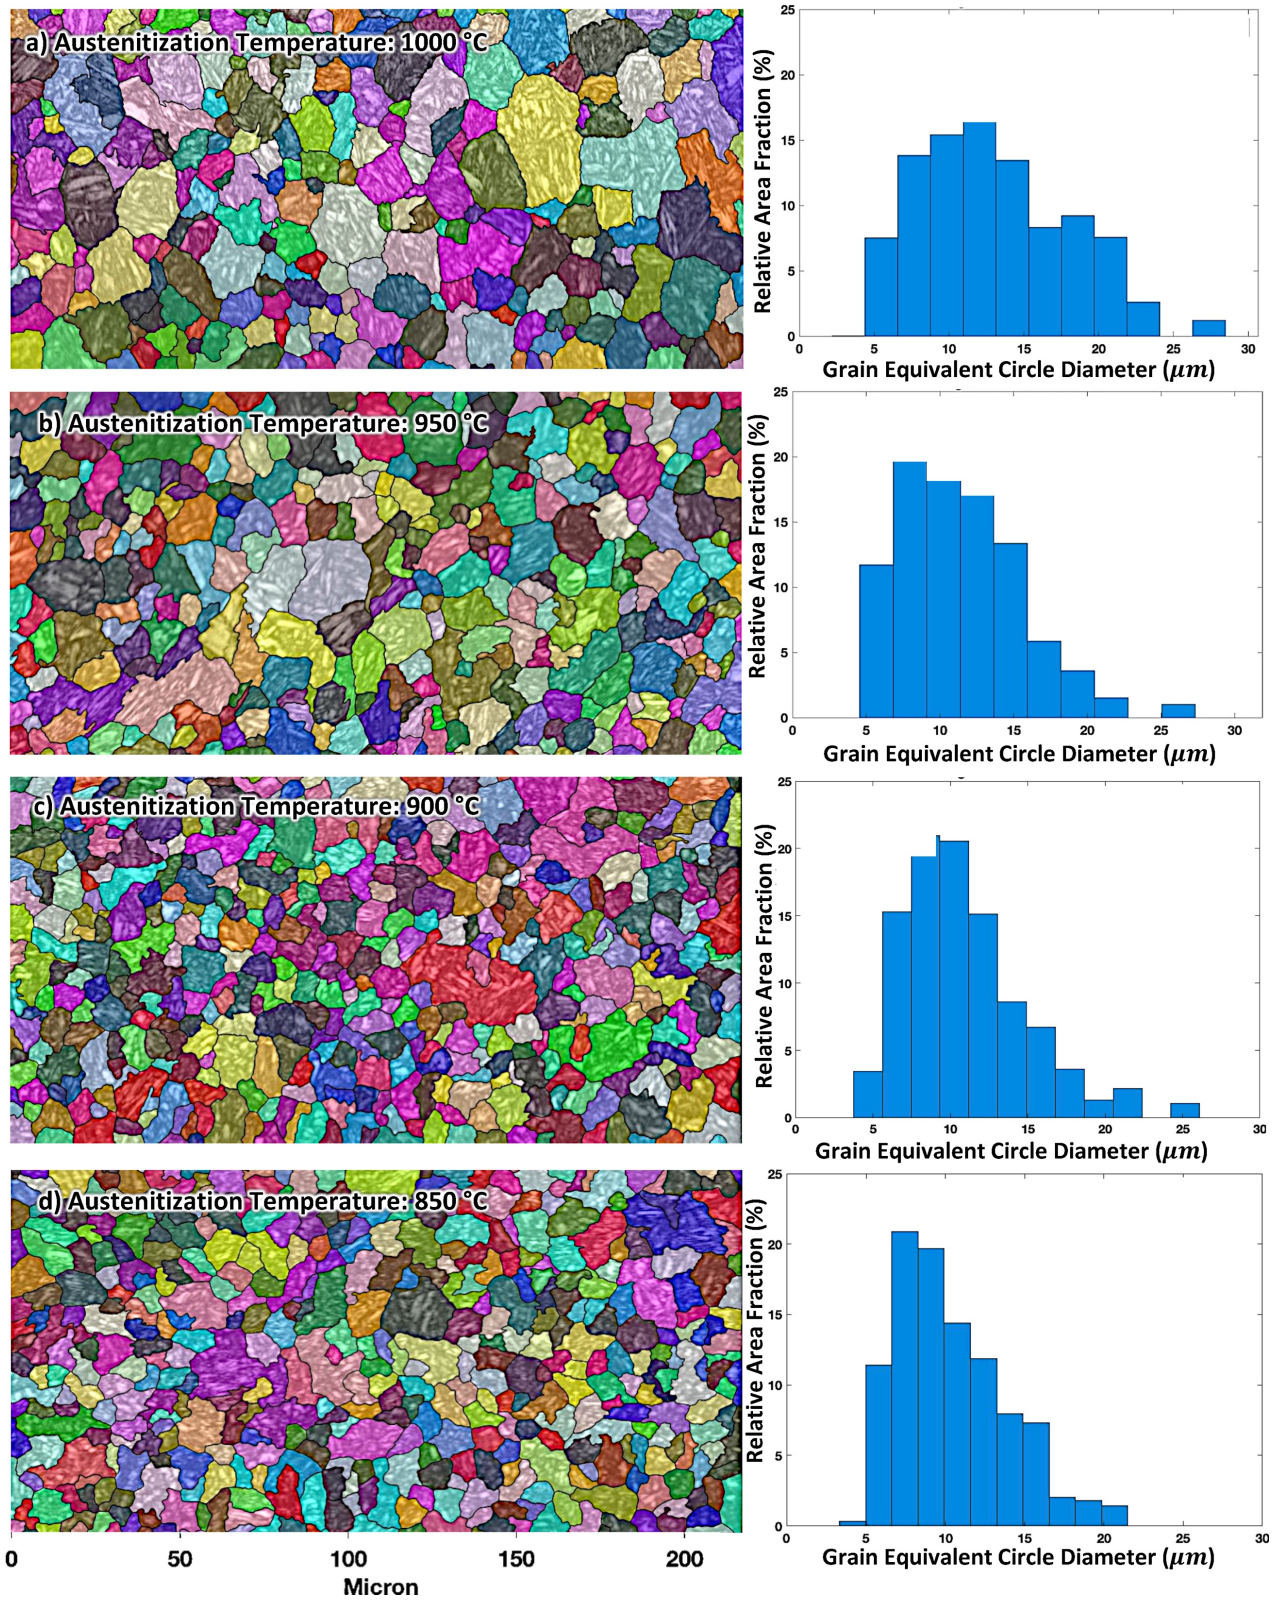 a) Austenitization Temperature: 1000 °C
Relative Area Fraction (%)
25
20
15
10
5
0
0 5 10 15 20 25 30
Grain Equivalent Circle Diameter (μm)
b) Austenitization Temperature: 950 °C
Relative Area Fraction (%)
25
20
15
10
5
0
0 5 10 15 20 25 30
Grain Equivalent Circle Diameter (μm)
c) Austenitization Temperature: 900 °C
Relative Area Fraction (%)
25
20
15
10
5
0
0 5 10 15 20 25 30
Grain Equivalent Circle Diameter (μm)
d) Austenitization Temperature: 850 °C
Relative Area Fraction (%)
25
20
15
10
5
0
0 5 10 15 20 25 30
Grain Equivalent Circle Diameter (μm)
0 50 100 150 200
Micron